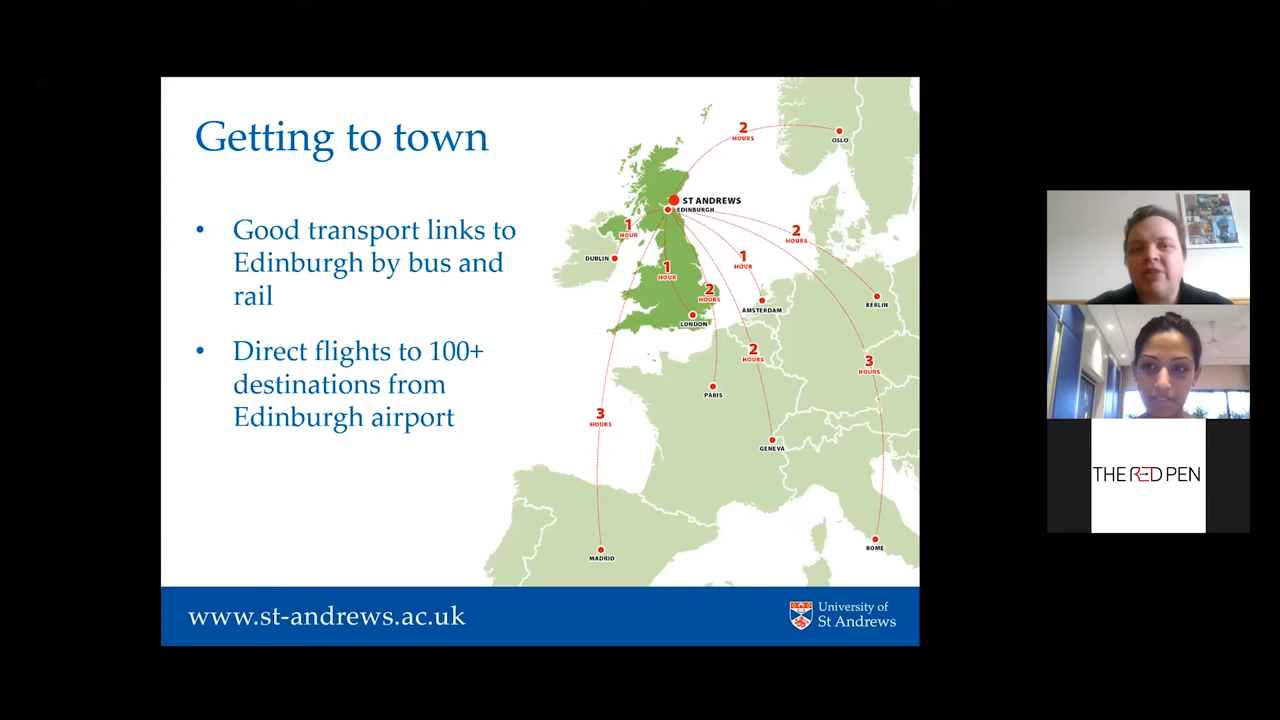 Getting to town
• Good transport links to
Edinburgh by bus and
rail
• Direct flights to 100+
destinations from
Edinburgh airport
2
HOURS
OSLO
ST ANDREWS
EDINBURGH
1
HOUR
2
HOURS
DUBLIN
1
HOUR
1
HOUR
2
HOURS
BERLIN
AMSTERDAM
LONDON
2
HOURS
3
HOURS
PARIS
3
HOURS
GENEVA
MADRID
ROME
www.st-andrews.ac.uk
University of
St Andrews
THE RED PEN